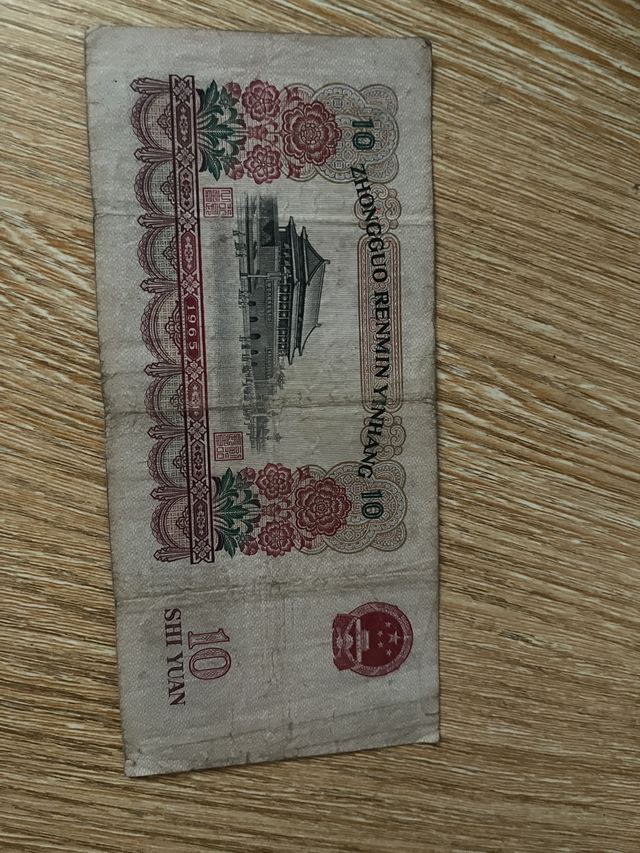 10 ZHONGGUO RENMIN YINHANG 10
1965
10
SHI YUAN